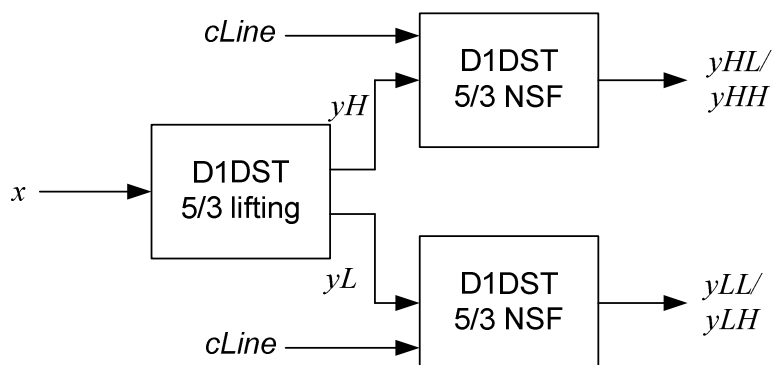 cLine
D1DST
5/3 NSF
yHL/
yHH
yH
D1DST
5/3 lifting
x
yL
D1DST
5/3 NSF
yLL/
yLH
cLine